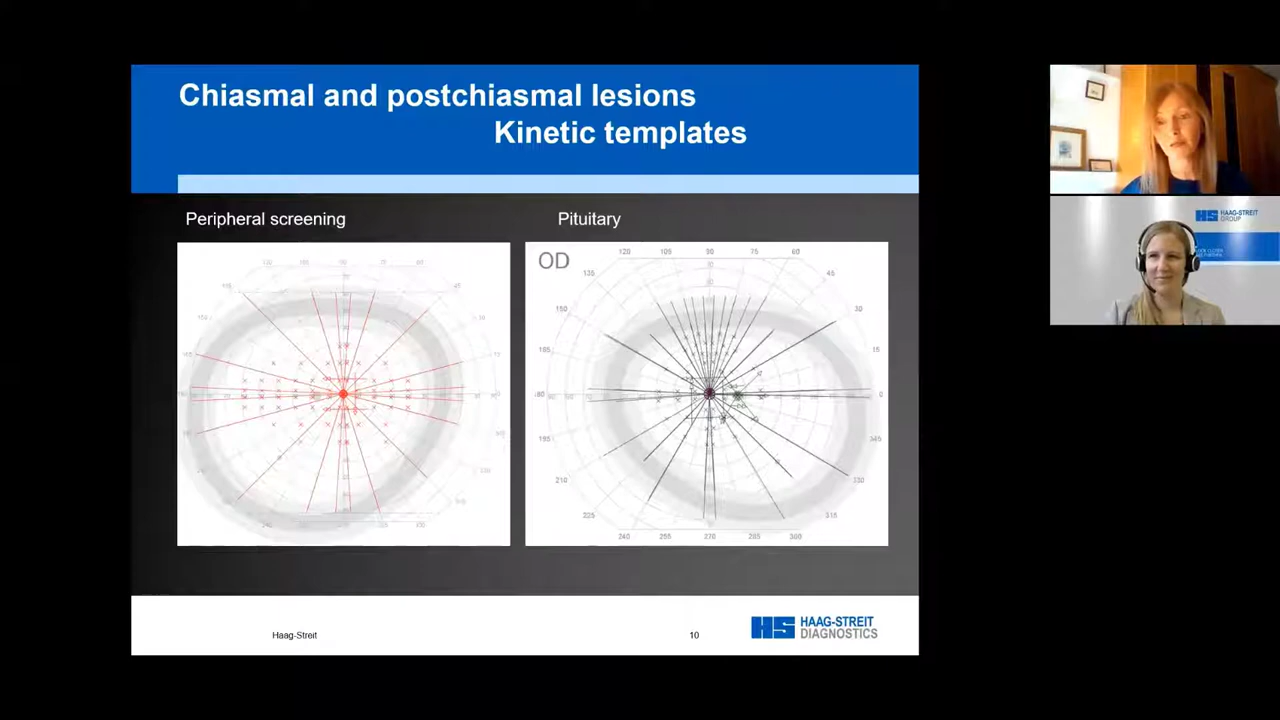 Chiasmal and postchiasmal lesions
Kinetic templates
Peripheral screening
Pituitary
OD
120 105 90 75 60
135 45
150 30
165 15
180 0
195 345
210 330
225 315
240 255 270 285 300
Haag-Streit
10
HS HAAG-STREIT
DIAGNOSTICS
HS HAAG-STREIT
GROUP